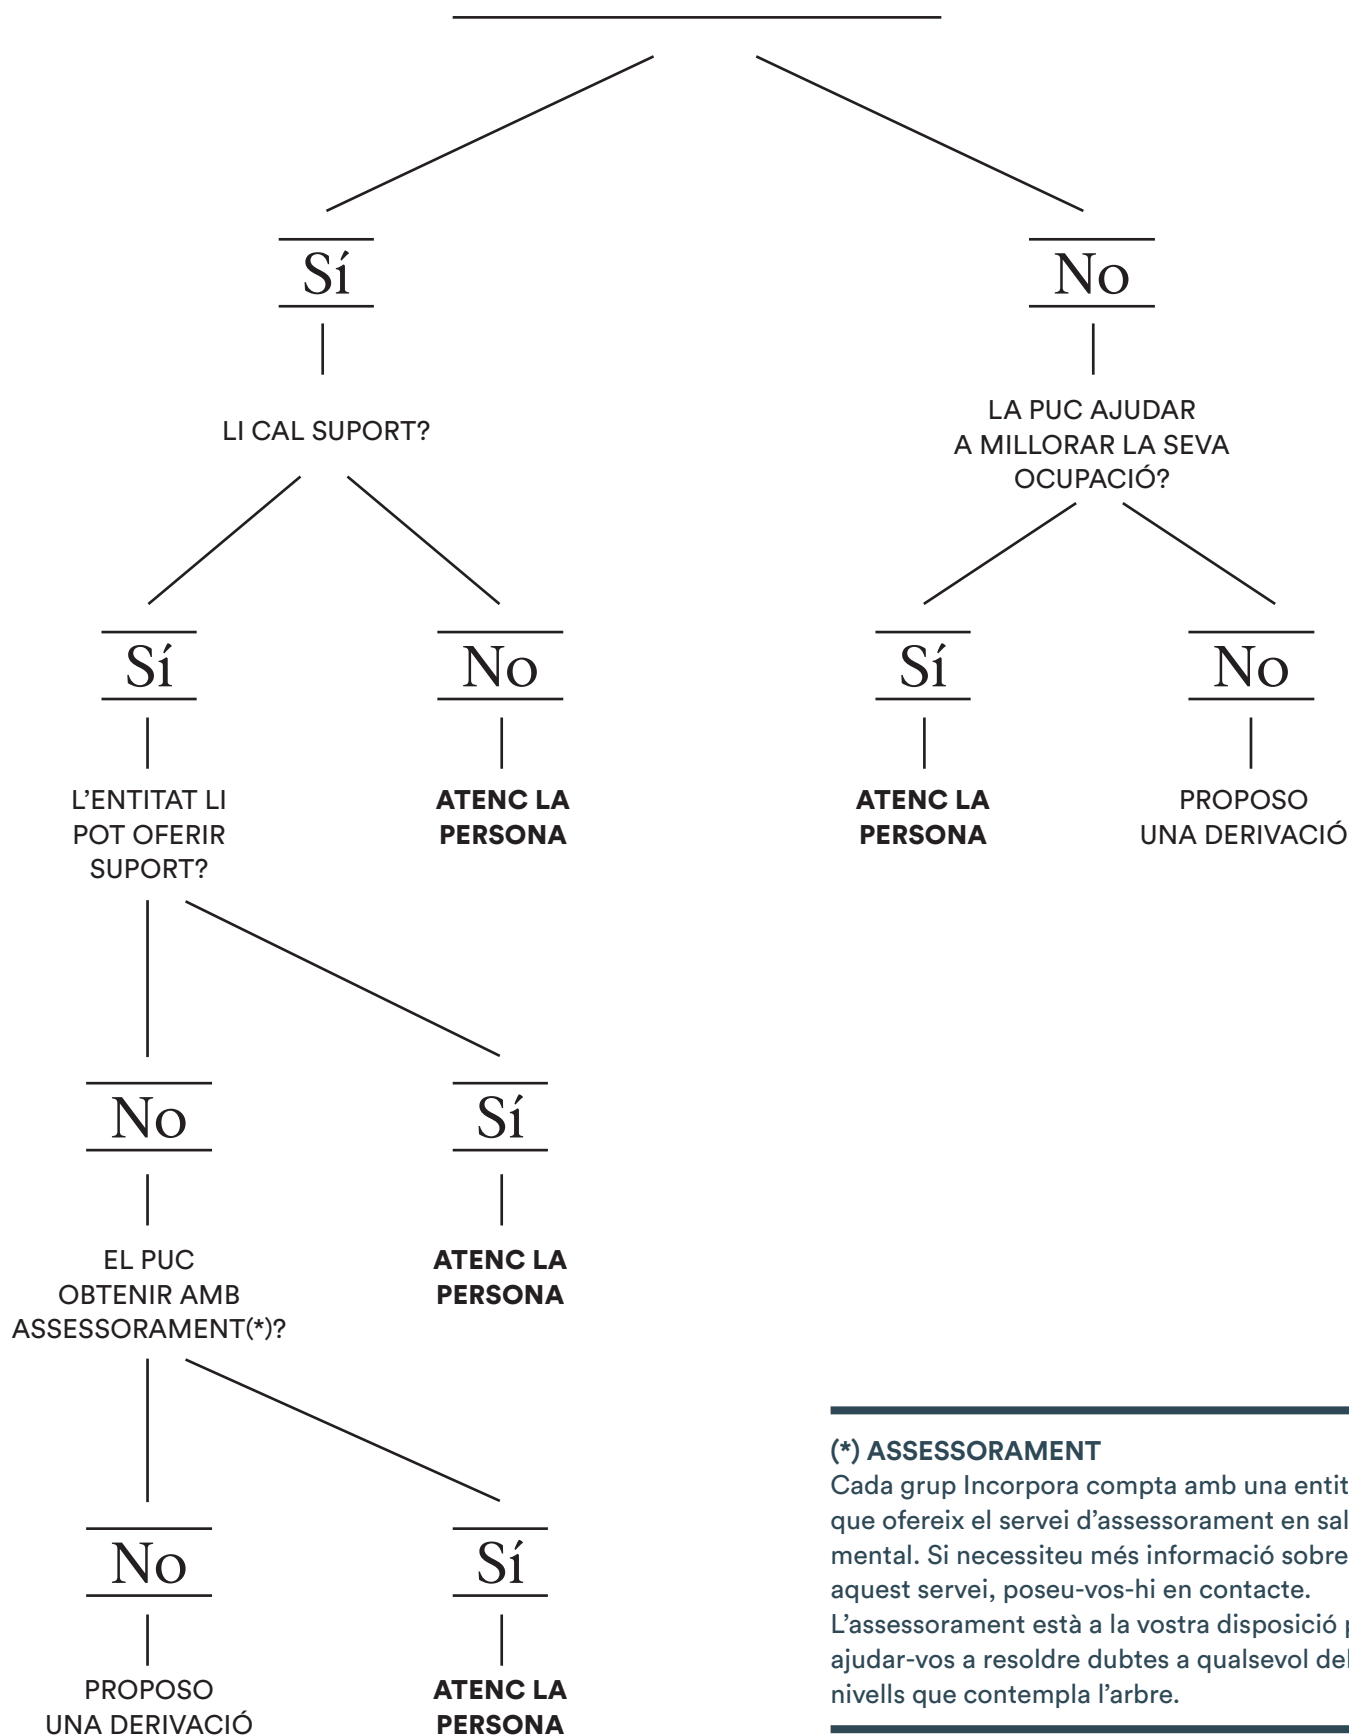 Sí
No
LI CAL SUPORT?
LA PUC AJUDAR
A MILLORAR LA SEVA
OCUPACIÓ?
Sí
No
Sí
No
L’ENTITAT LI
POT OFERIR
SUPORT?
ATENC LA
PERSONA
ATENC LA
PERSONA
PROPOSO
UNA DERIVACIÓ
No
Sí
EL PUC
OBTENIR AMB
ASSESSORAMENT(*)?
ATENC LA
PERSONA
No
Sí
PROPOSO
UNA DERIVACIÓ
ATENC LA
PERSONA
(*) ASSESSORAMENT
Cada grup Incorpora compta amb una
que ofereix el servei d’assessorament en
mental. Si necessiteu més informació sobre
aquest servei, poseu-vos-hi en contacte.
L’assessorament està a la vostra disposició
ajudar-vos a resoldre dubtes a qualsevol
nivells que contempla l’arbre.